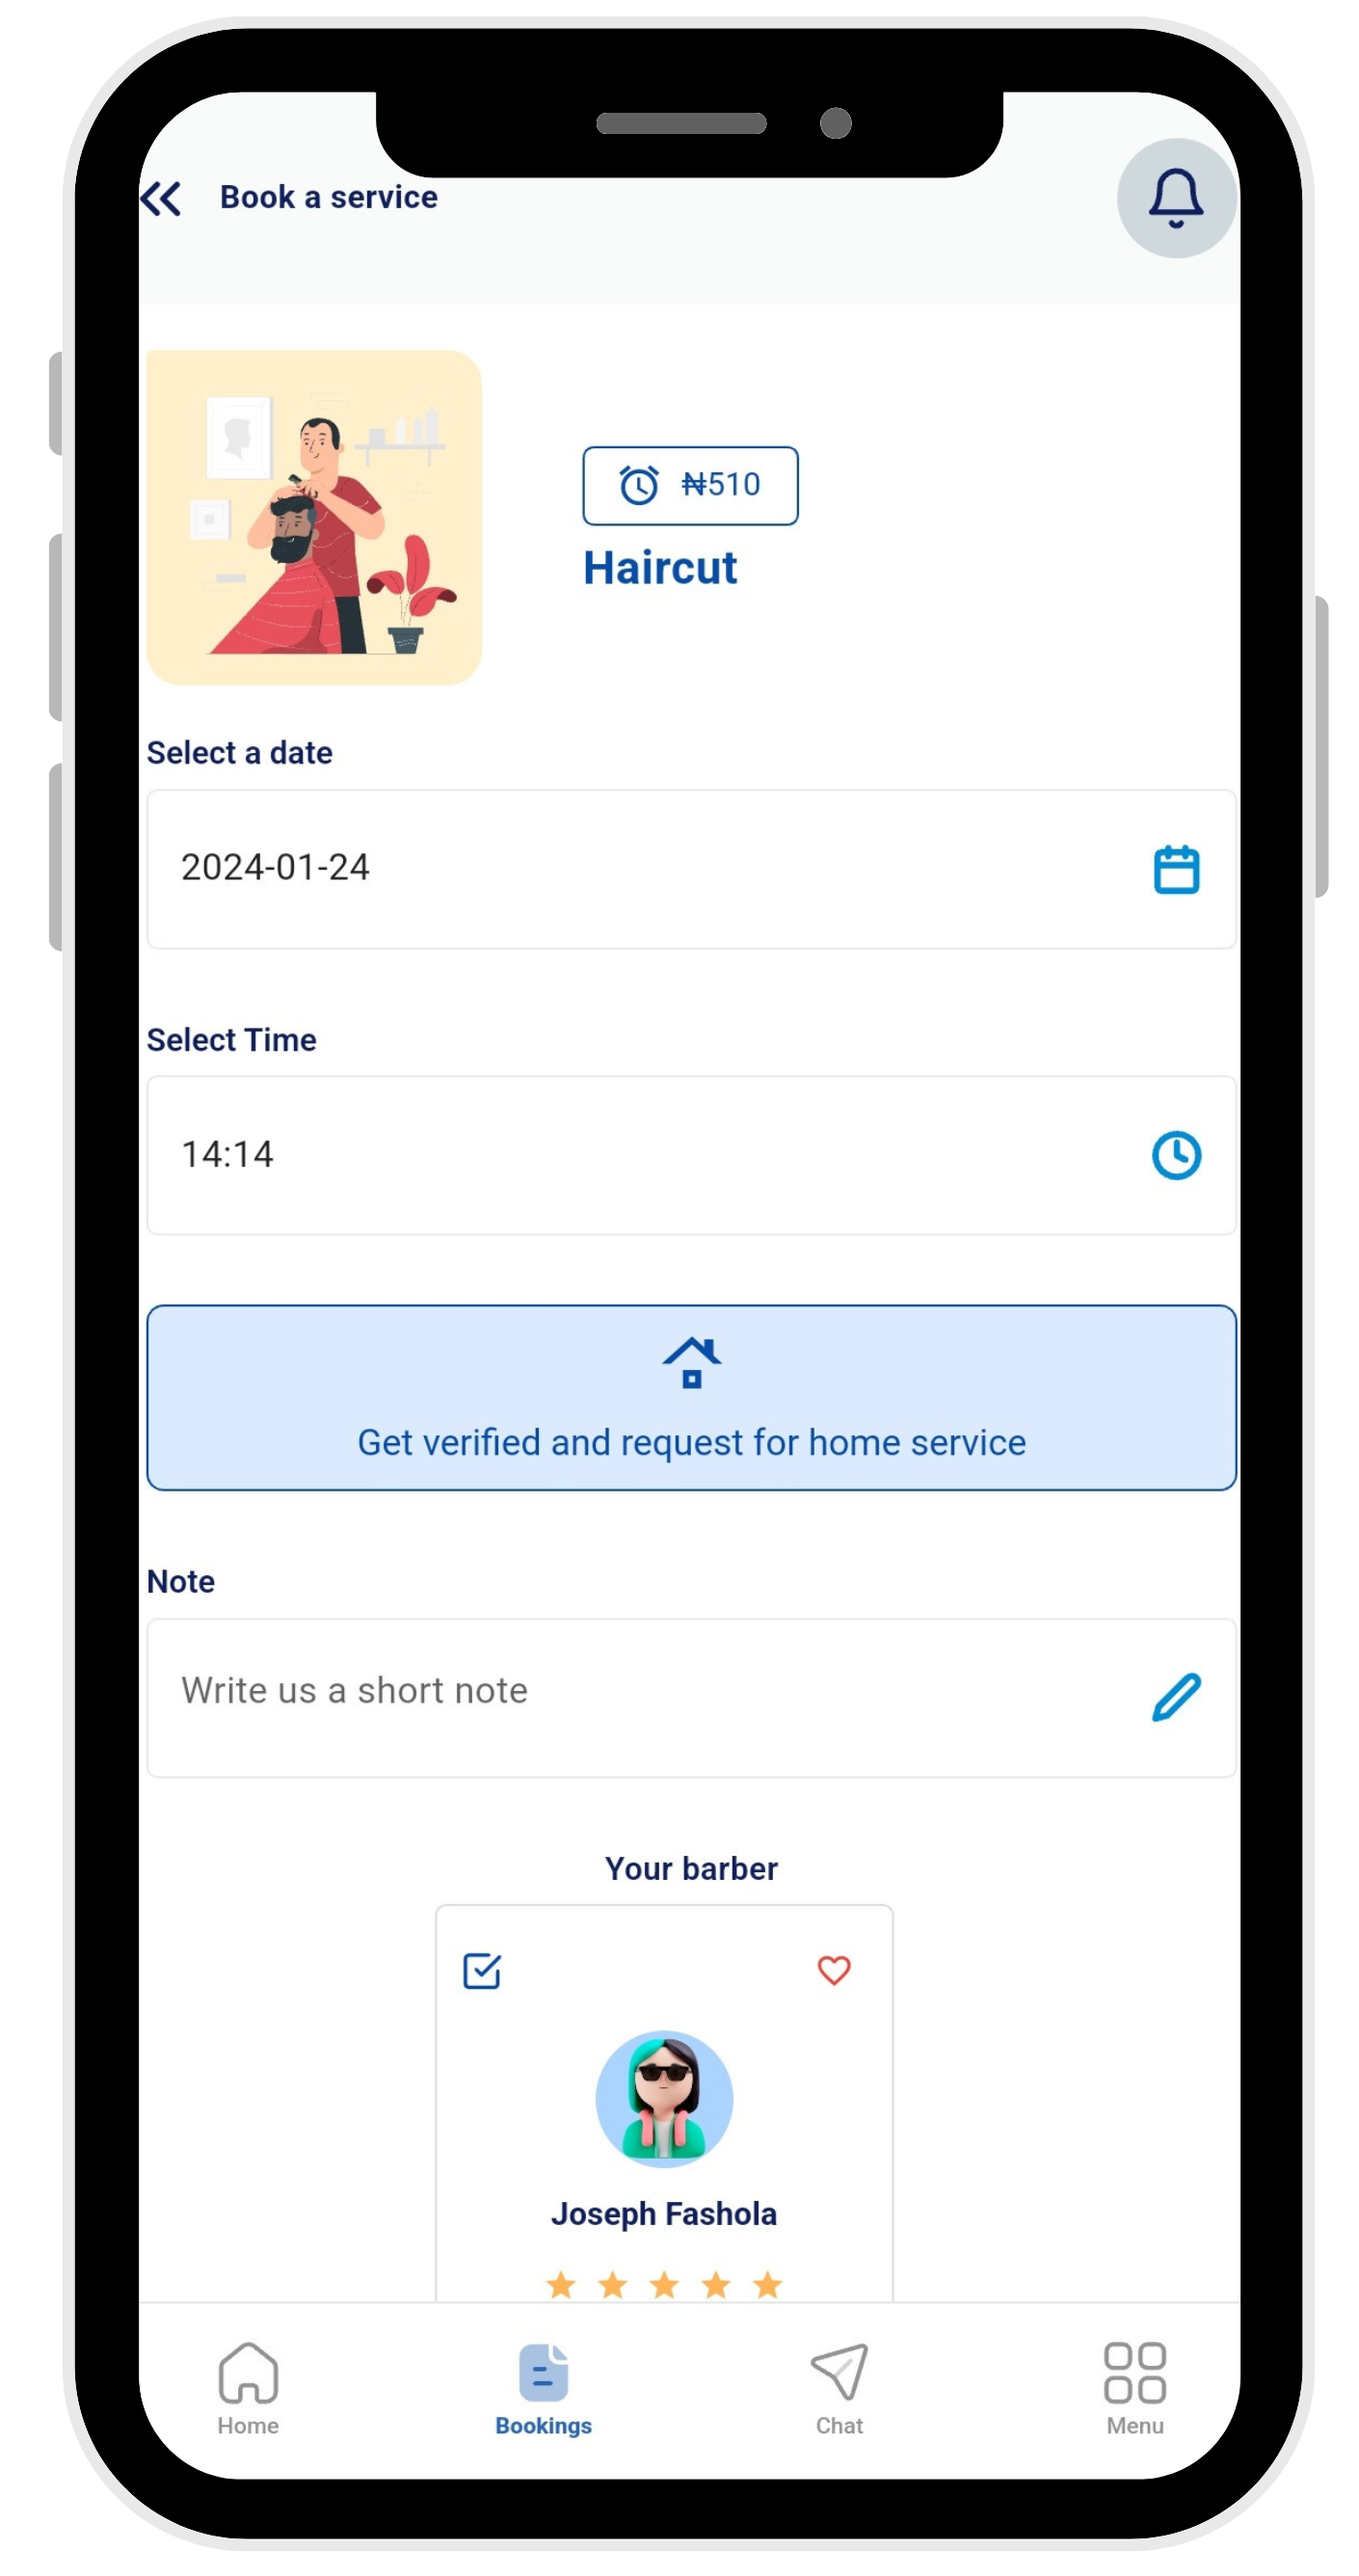 Book a service
₦510
Haircut
Select a date
2024-01-24
Select Time
14:14
Get verified and request for home service
Note
Write us a short note
Your barber
Joseph Fashola
Home
Bookings
Chat
Menu